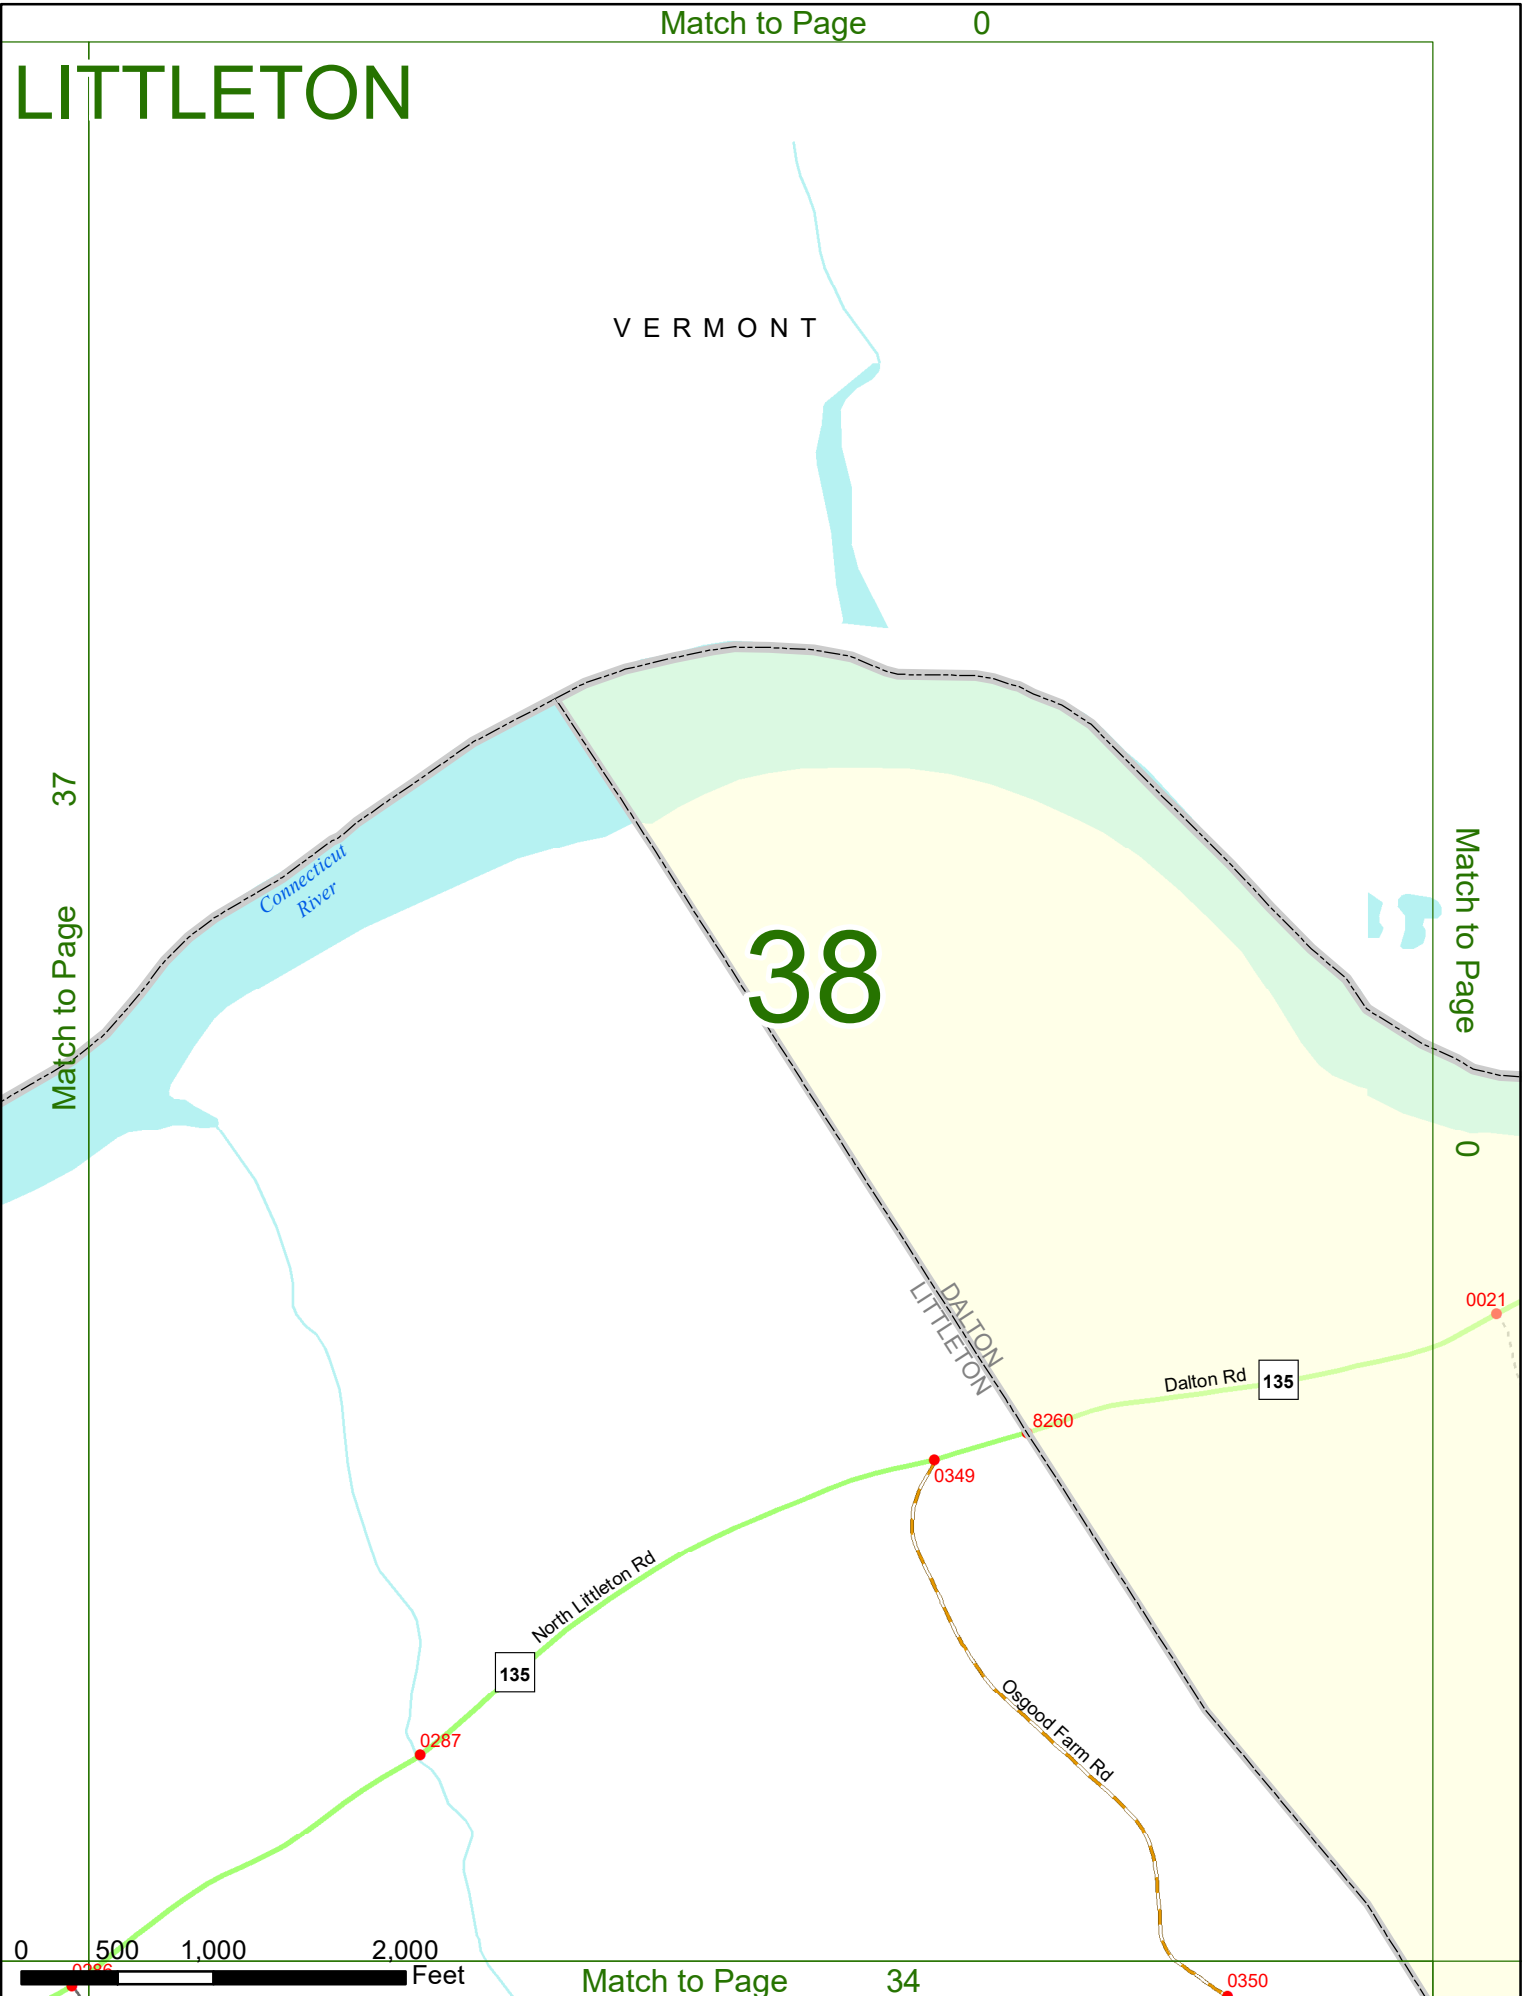 Match to Page 0
LITTLETON
VERMONT
Match to Page 37
Connecticut
River
38
Match to Page 0
DALTON
LITTLETON
0021
Dalton Rd
135
8260
0349
North Littleton Rd
135
Osgood Farm Rd
0287
0 500 1,000 2,000
0286
Feet
Match to Page 34
0350